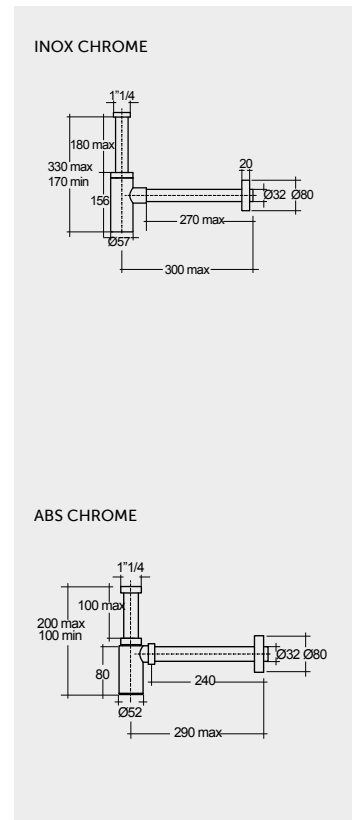 INOX CHROME
1"1/4
180 max
330 max
170 min
156
20
Ø32 Ø80
270 max
Ø57
300 max
ABS CHROME
1"1/4
100 max
200 max
100 min
80
Ø32 Ø80
240
Ø52
290 max